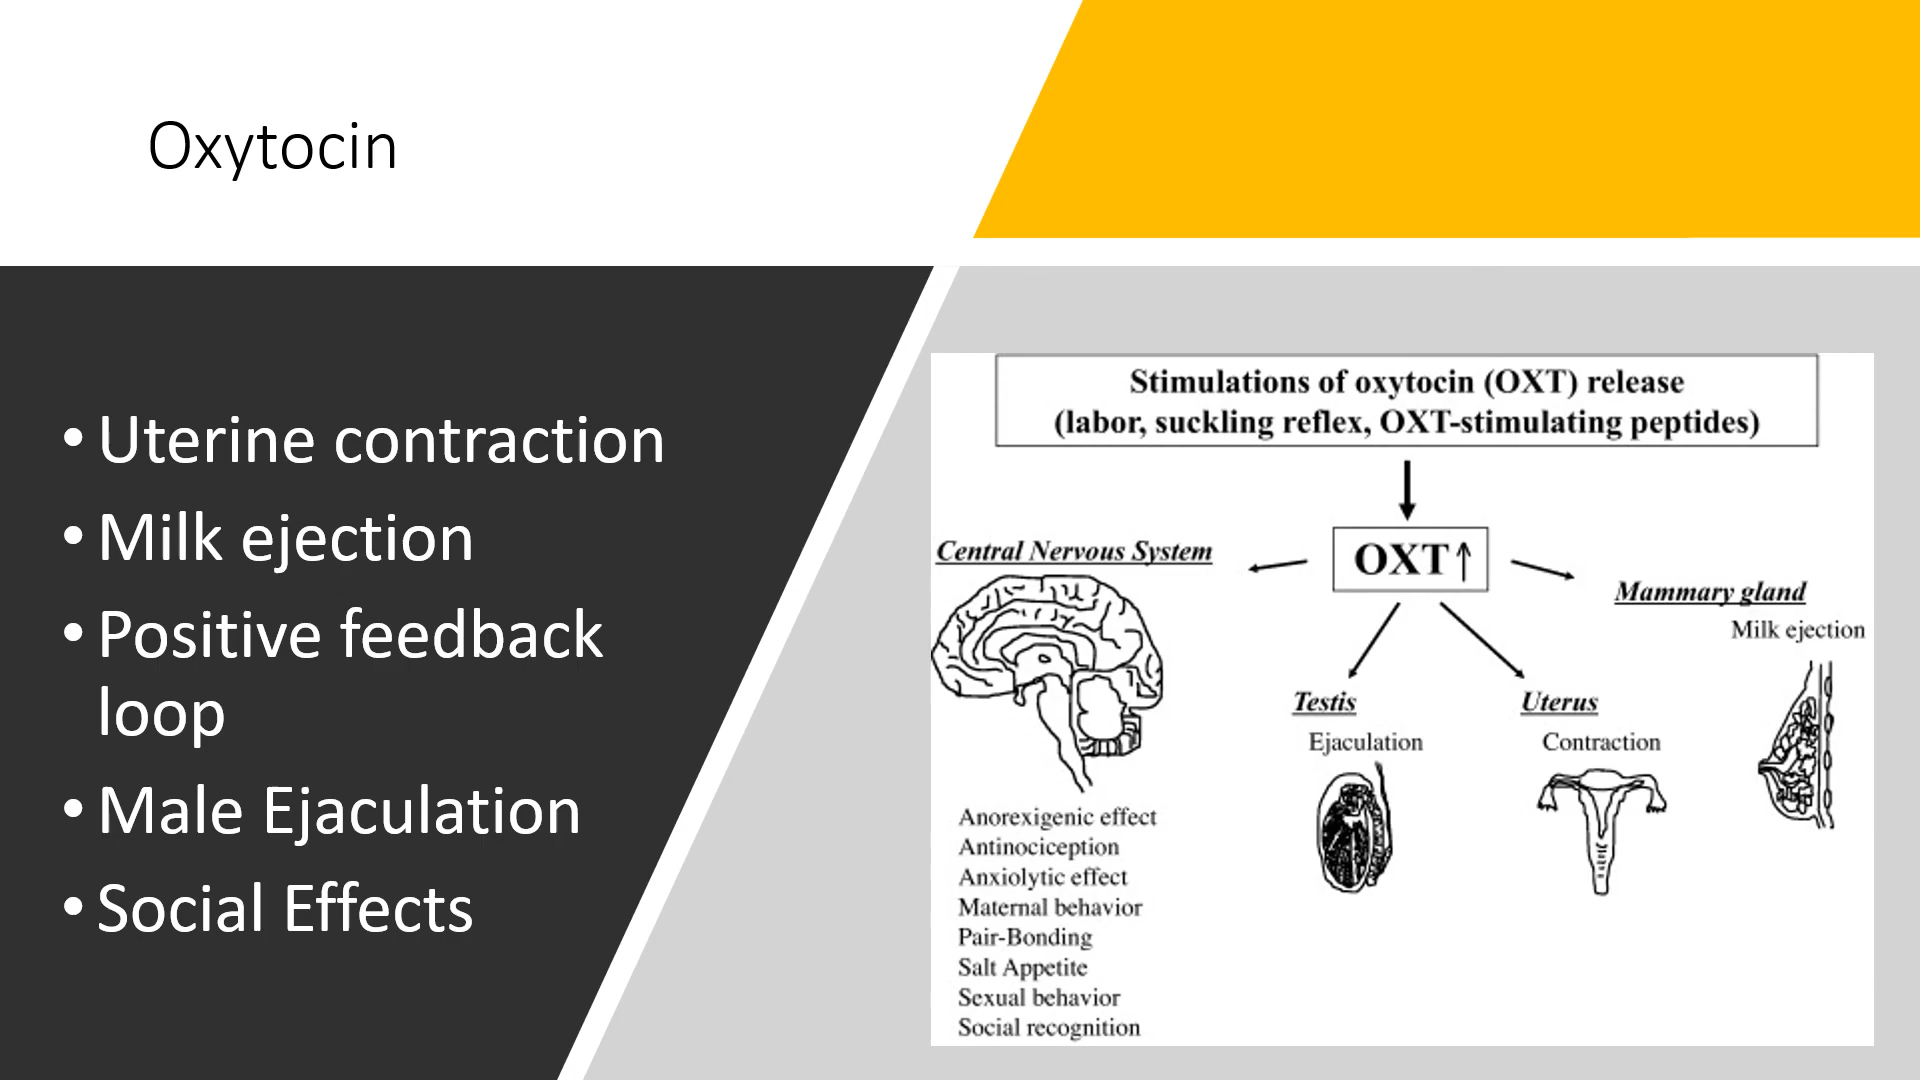 Oxytocin
• Uterine contraction
• Milk ejection
• Positive feedback
loop
• Male Ejaculation
• Social Effects
Stimulations of oxytocin (OXT) release
(labor, suckling reflex, OXT-stimulating peptides)
OXT↑
Central Nervous System
Anorexigenic effect
Antinociception
Anxiolytic effect
Maternal behavior
Pair-Bonding
Salt Appetite
Sexual behavior
Social recognition
Testis
Ejaculation
Uterus
Contraction
Mammary gland
Milk ejection